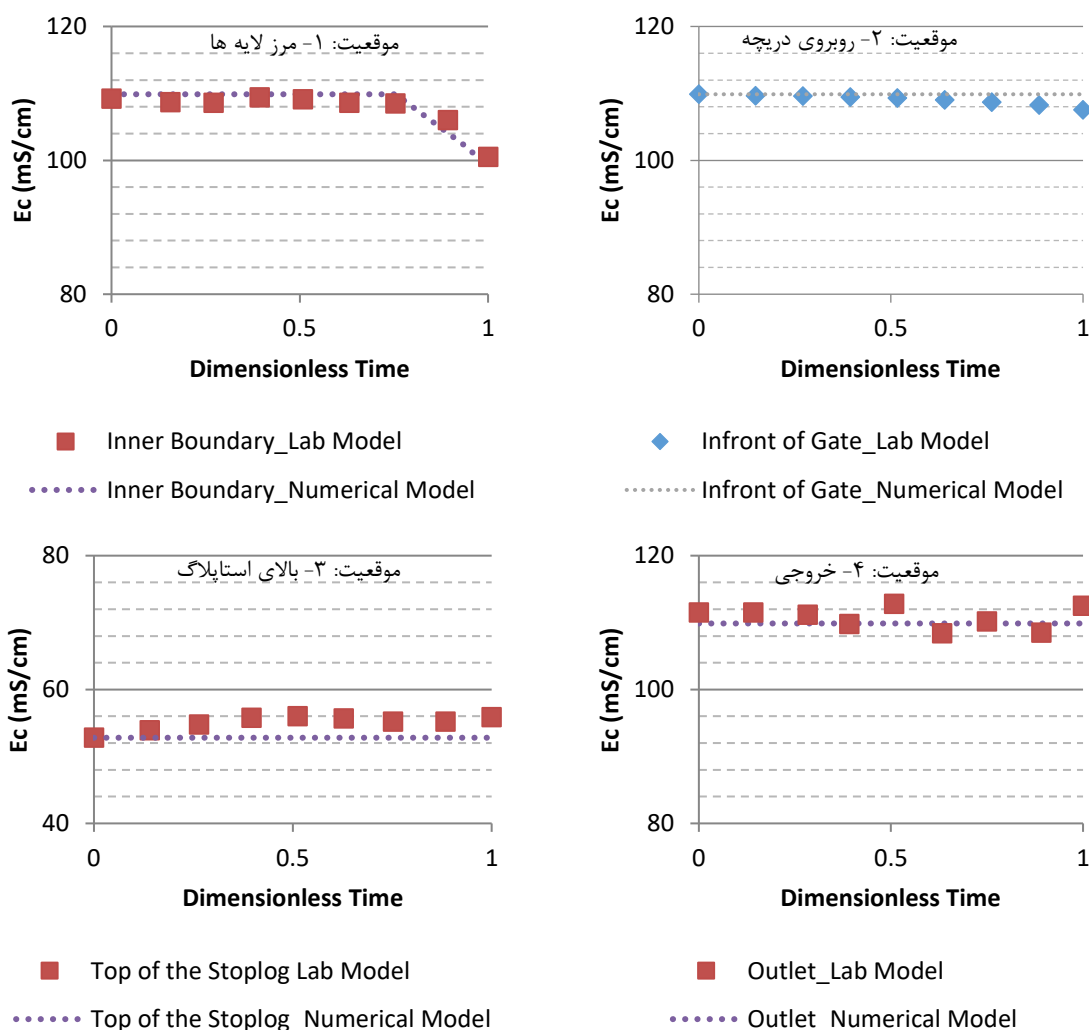 موقعیت: ۱- مرز لایه ها
120
100
80
Ec (mS/cm)
0
0.5
1
Dimensionless Time
Inner Boundary_Lab Model
Inner Boundary_Numerical Model
موقعیت: ۲- روبروی دریچه
120
100
80
Ec (mS/cm)
0
0.5
1
Dimensionless Time
Infront of Gate_Lab Model
Infront of Gate_Numerical Model
موقعیت: ۳- بالای استاپلاگ
80
60
40
Ec (mS/cm)
0
0.5
1
Dimensionless Time
Top of the Stoplog Lab Model
Top of the Stoplog_Numerical Model
موقعیت: ۴- خروجی
120
100
80
Ec (mS/cm)
0
0.5
1
Dimensionless Time
Outlet_Lab Model
Outlet_Numerical Model